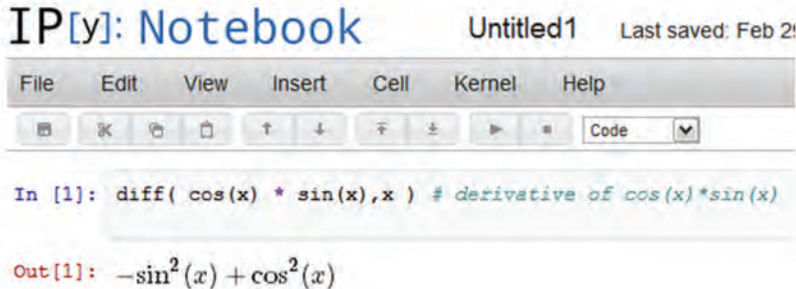 IP[y]: Notebook Untitled1 Last saved: Feb 29
File Edit View Insert Cell Kernel Help
Code
In [1]: diff( cos(x) * sin(x),x ) # derivative of cos(x)*sin(x)
Out[1]: −sin²(x) + cos²(x)